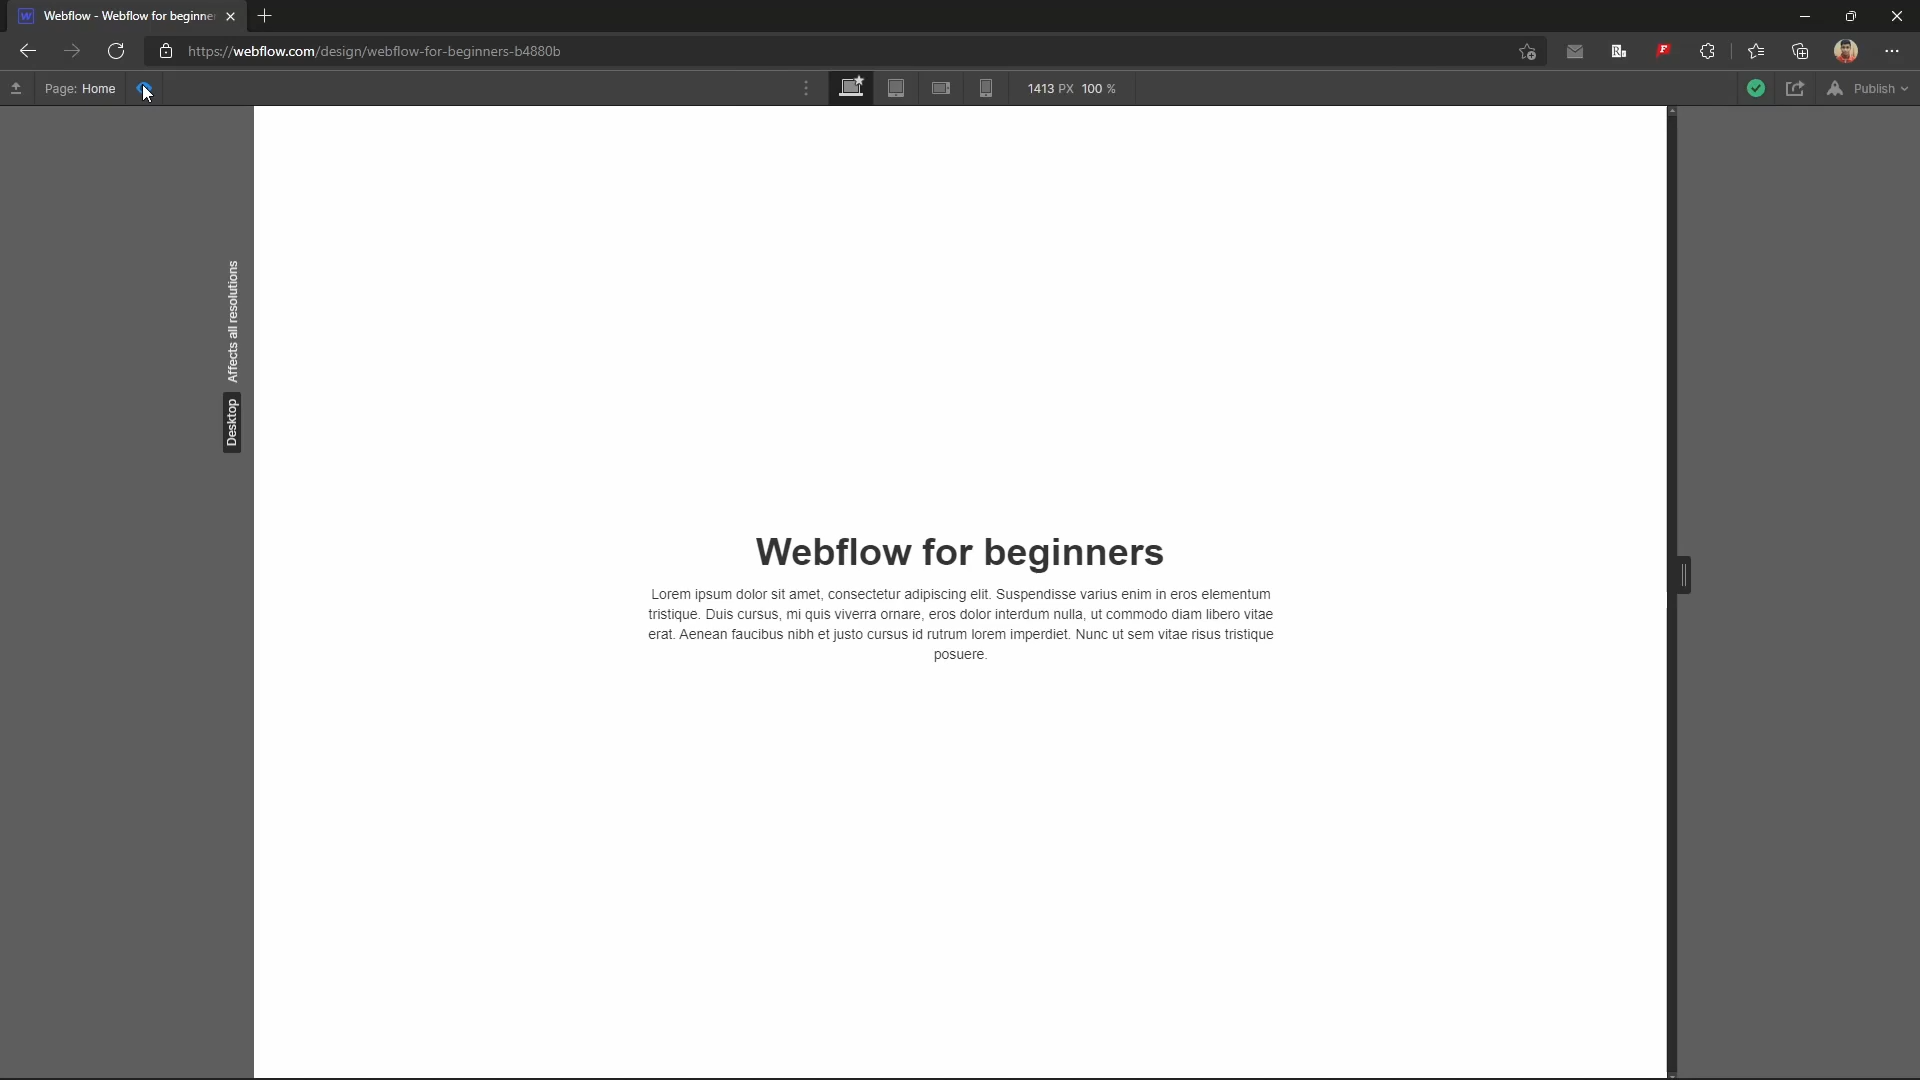 Webflow - Webflow for beginner
https://webflow.com/design/webflow-for-beginners-b4880b
Page: Home
1413 PX 100 %
Publish
Affects all resolutions
Desktop
Webflow for beginners
Lorem ipsum dolor sit amet, consectetur adipiscing elit. Suspendisse varius enim in eros elementum
tristique. Duis cursus, mi quis viverra ornare, eros dolor interdum nulla, ut commodo diam libero vitae
erat. Aenean faucibus nibh et justo cursus id rutrum lorem imperdiet. Nunc ut sem vitae risus tristique
posuere.